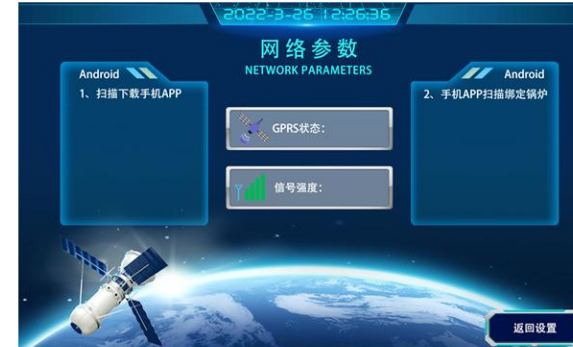 2022-3-26 12:26:36
网络参数
NETWORK PARAMETERS
Android
1、扫描下载手机APP
Android
2、手机APP扫描绑定锅炉
GPRS状态：
信号强度：
返回设置